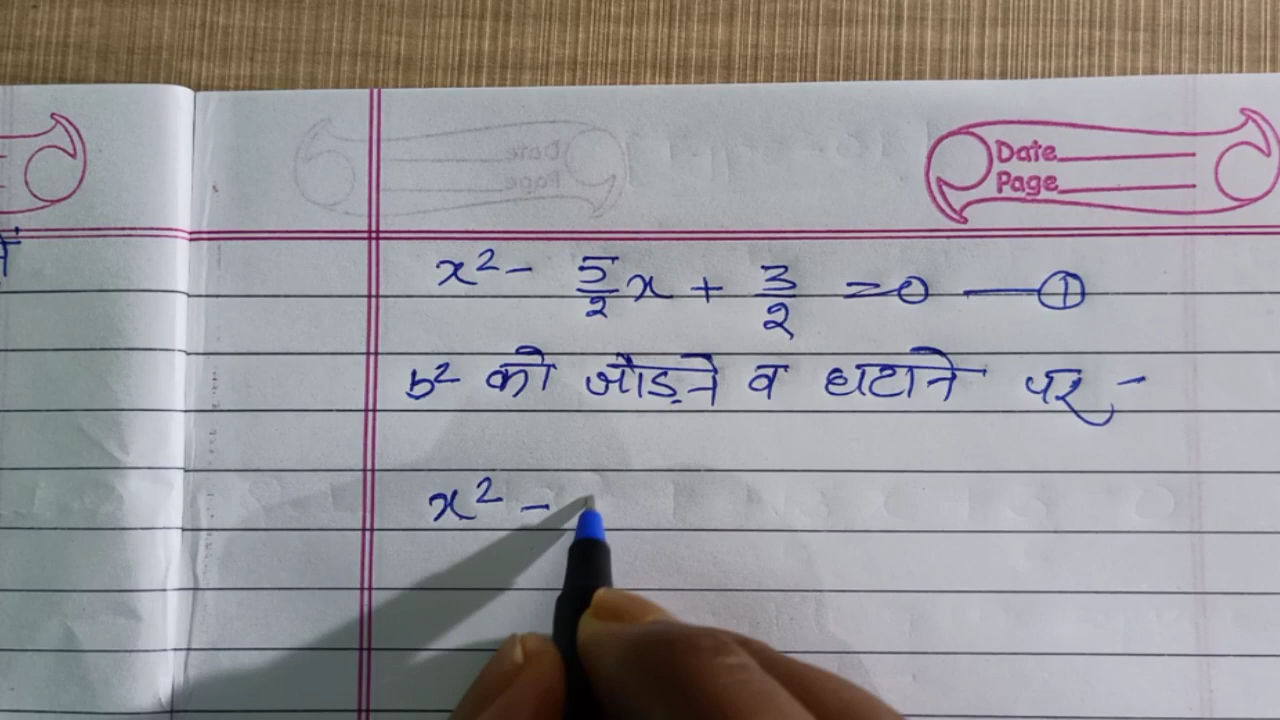 Date
Page
x² - 5/2 x + 3/2 = 0 — ①
b² को जोड़ने व घटाने पर -
x² -